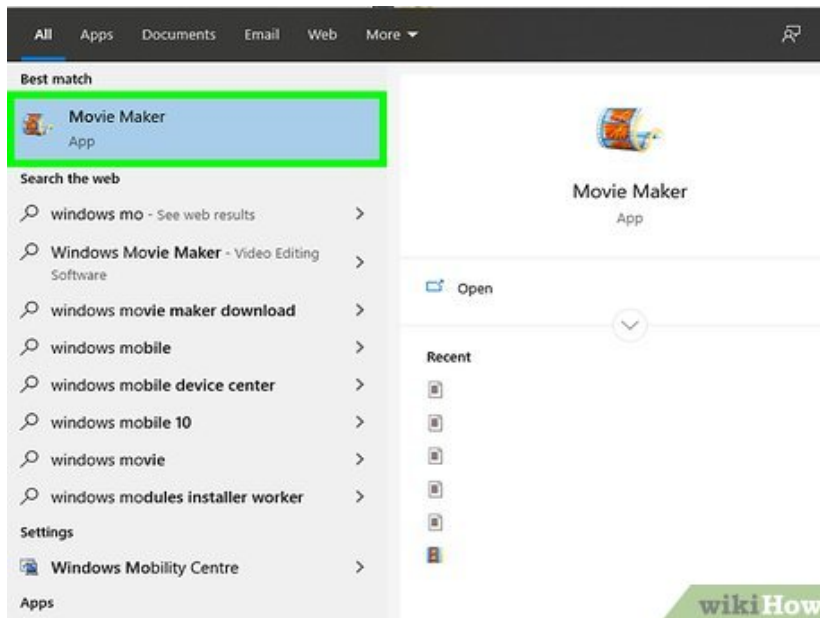 All Apps Documents Email Web More
Best match
Movie Maker
App
Search the web
windows mo - See web results
Windows Movie Maker - Video Editing
Software
windows movie maker download
windows mobile
windows mobile device center
windows mobile 10
windows movie
windows modules installer worker
Settings
Windows Mobility Centre
Apps
Movie Maker
App
Open
Recent
wikiHow